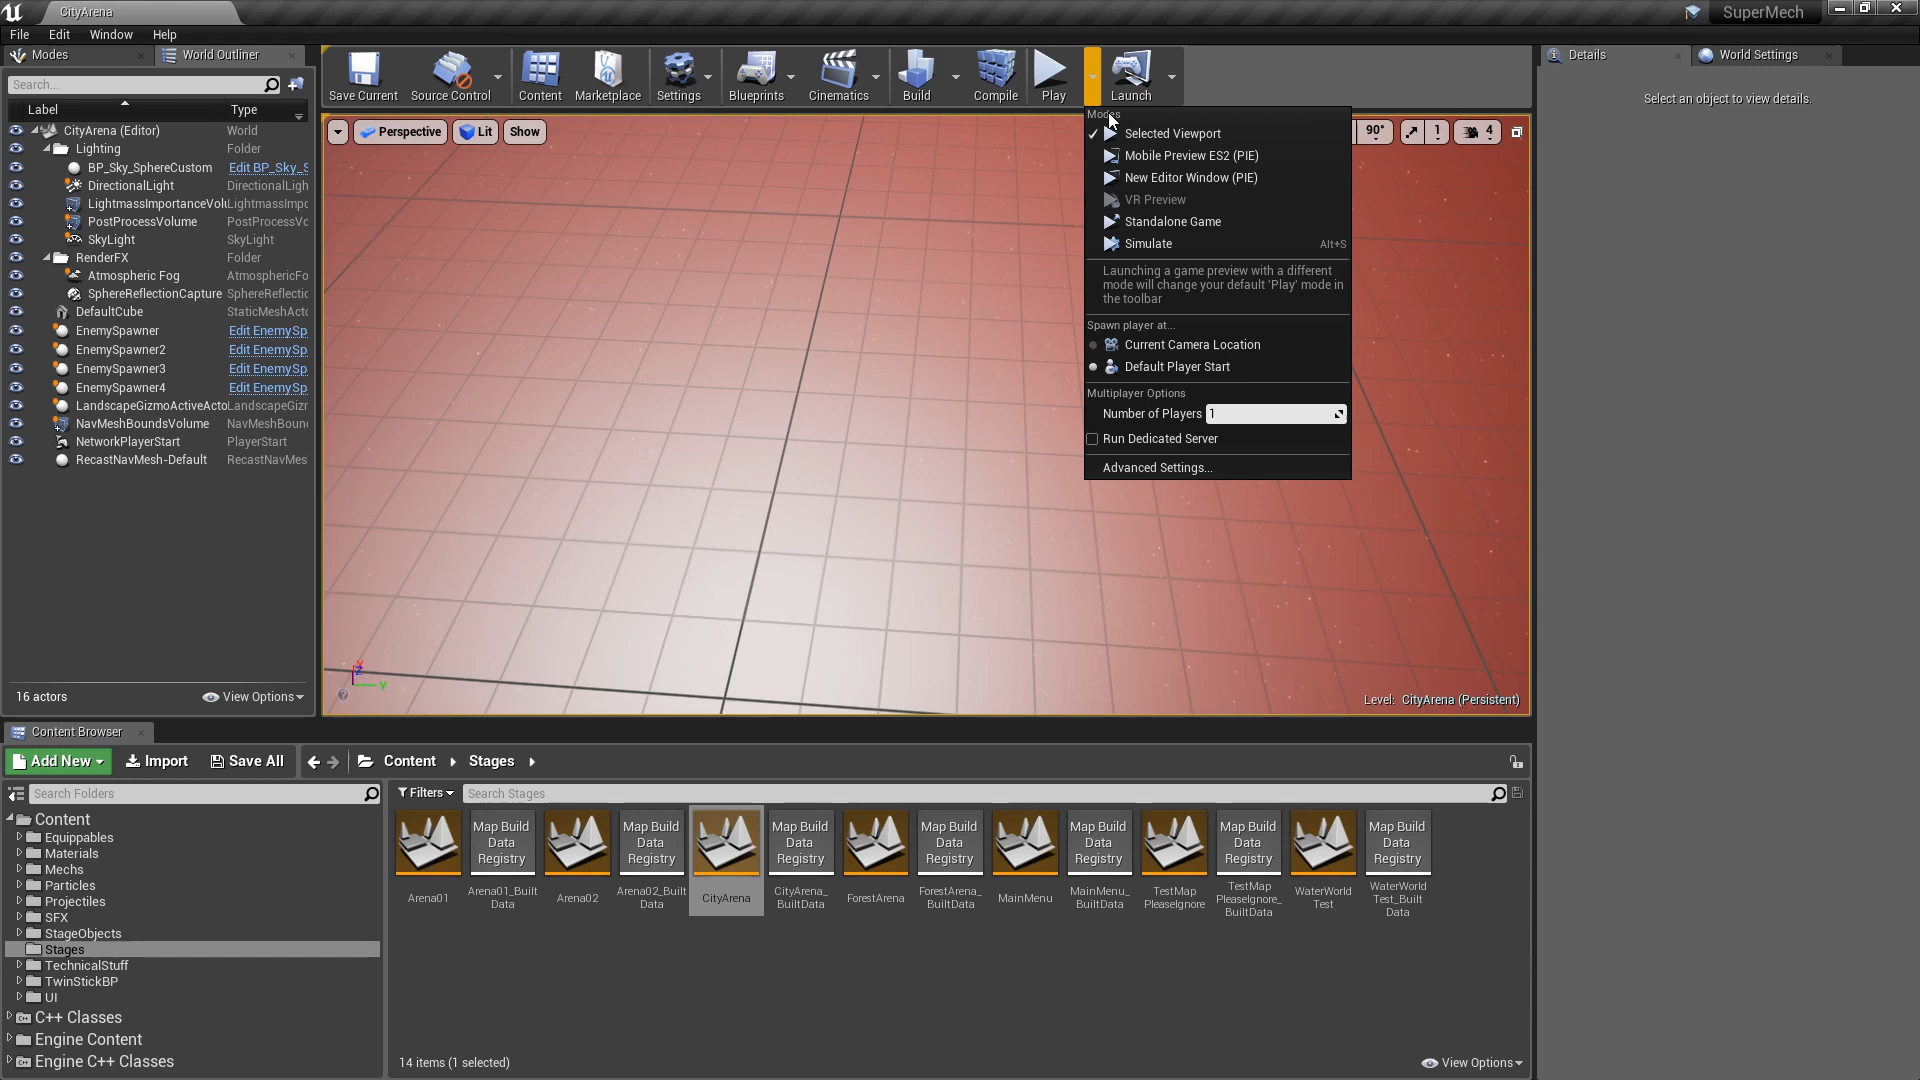 CityArena
SuperMech
File Edit Window Help
Modes
World Outliner
Search...
Label Type
CityArena (Editor) World
Lighting Folder
BP_Sky_SphereCustom Edit BP_Sky_S
DirectionalLight DirectionalLigh
LightmassImportanceVolu LightmassImpo
PostProcessVolume PostProcessVo
SkyLight SkyLight
RenderFX Folder
Atmospheric Fog AtmosphericFo
SphereReflectionCapture SphereReflectic
DefaultCube StaticMeshActo
EnemySpawner Edit EnemySp
EnemySpawner2 Edit EnemySp
EnemySpawner3 Edit EnemySp
EnemySpawner4 Edit EnemySp
LandscapeGizmoActiveActo LandscapeGizr
NavMeshBoundsVolume NavMeshBoun
NetworkPlayerStart PlayerStart
RecastNavMesh-Default RecastNavMes
16 actors
View Options
Save Current
Source Control
Content
Marketplace
Settings
Blueprints
Cinematics
Build
Compile
Play
Launch
Perspective
Lit
Show
90°
1
4
Modes
Selected Viewport
Mobile Preview ES2 (PIE)
New Editor Window (PIE)
VR Preview
Standalone Game
Simulate Alt+S
Launching a game preview with a different
mode will change your default 'Play' mode in
the toolbar
Spawn player at...
Current Camera Location
Default Player Start
Multiplayer Options
Number of Players 1
Run Dedicated Server
Advanced Settings...
X
Z
Y
Level: CityArena (Persistent)
Details
World Settings
Select an object to view details.
Content Browser
Add New
Import
Save All
Content
Stages
Search Folders
Content
Equippables
Materials
Mechs
Particles
Projectiles
SFX
StageObjects
Stages
TechnicalStuff
TwinStickBP
UI
C++ Classes
Engine Content
Engine C++ Classes
Filters
Search Stages
Arena01
Map Build
Data
Registry
Arena01_Built
Data
Arena02
Map Build
Data
Registry
Arena02_Built
Data
CityArena
Map Build
Data
Registry
CityArena_
BuiltData
ForestArena
Map Build
Data
Registry
ForestArena_
BuiltData
MainMenu
Map Build
Data
Registry
MainMenu_
BuiltData
TestMap
PleaseIgnore
Map Build
Data
Registry
TestMap
PleaseIgnore_
BuiltData
WaterWorld
Test
Map Build
Data
Registry
WaterWorld
Test_Built
Data
14 items (1 selected)
View Options